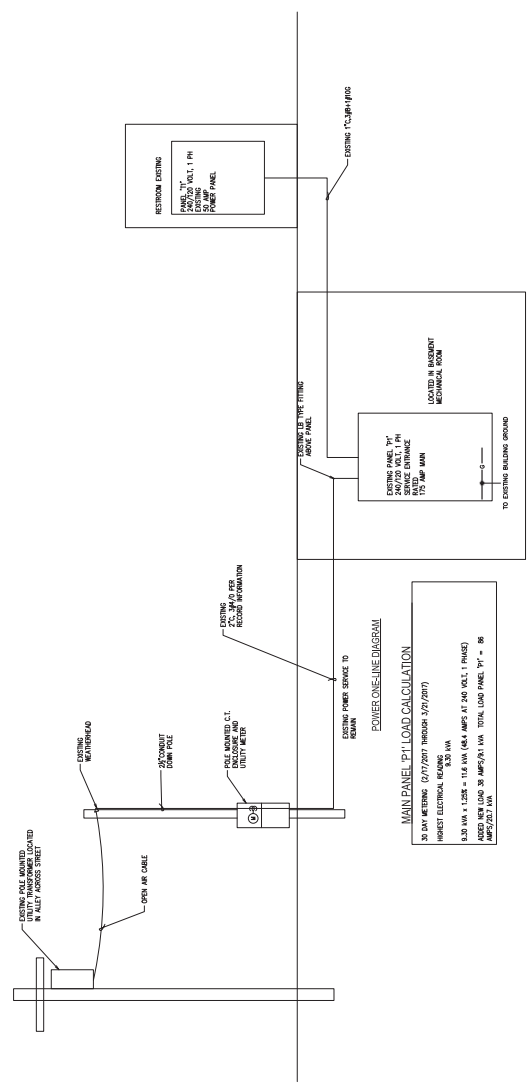 EXISTING POLE MOUNTED
UTILITY TRANSFORMER LOCATED
IN ALLEY ACROSS STREET
OPEN AIR CABLE
EXISTING
WEATHERHEAD
2½"CONDUIT
DOWN POLE
POLE MOUNTED C.T.
ENCLOSURE AND
UTILITY METER
M
EXISTING
2"C, 3#4/0 PER
RECORD INFORMATION
EXISTING POWER SERVICE TO
REMAIN
EXISTING LB TYPE FITTING
ABOVE PANEL
EXISTING PANEL "P1"
240/120 VOLT, 1 PH
SERVICE ENTRANCE
RATED
175 AMP MAIN
G
TO EXISTING BUILDING GROUND
LOCATED IN BASEMENT
MECHANICAL ROOM
RESTROOM EXISTING
PANEL "T1"
240/120 VOLT, 1 PH
EXISTING
50 AMP
POWER PANEL
EXISTING 1"C,3#8+1#10G
POWER ONE-LINE DIAGRAM
MAIN PANEL 'P1' LOAD CALCULATION
30 DAY METERING (2/17/2017 THROUGH 3/21/2017)
HIGHEST ELECTRICAL READING
9.30 kVA
9.30 kVA x 1.25% = 11.6 kVA (48.4 AMPS AT 240 VOLT, 1 PHASE)
ADDED NEW LOAD 38 AMPS/9.1 kVA TOTAL LOAD PANEL "P1" = 86
AMPS/20.7 kVA